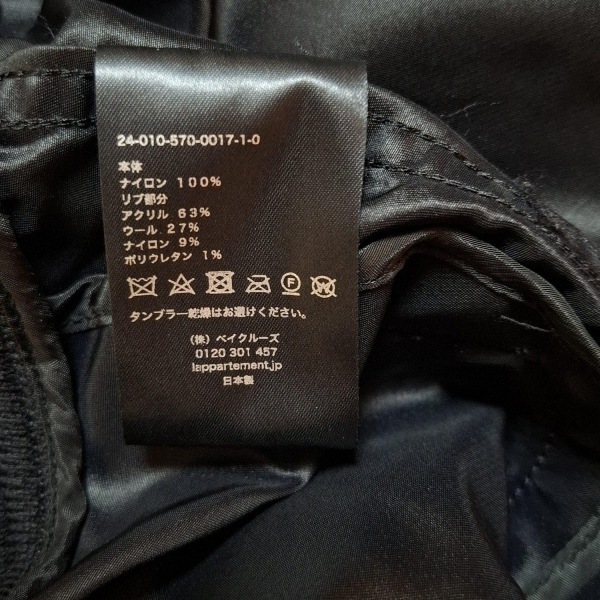 24-010-570-0017-1-0
本体
ナイロン 100%
リブ部分
アクリル 63%
ウール 27%
ナイロン 9%
ポリウレタン 1%
F W
タンブラー乾燥はお避けください。
(株) ベイクルーズ
0120 301 457
lappartement.jp
日本製